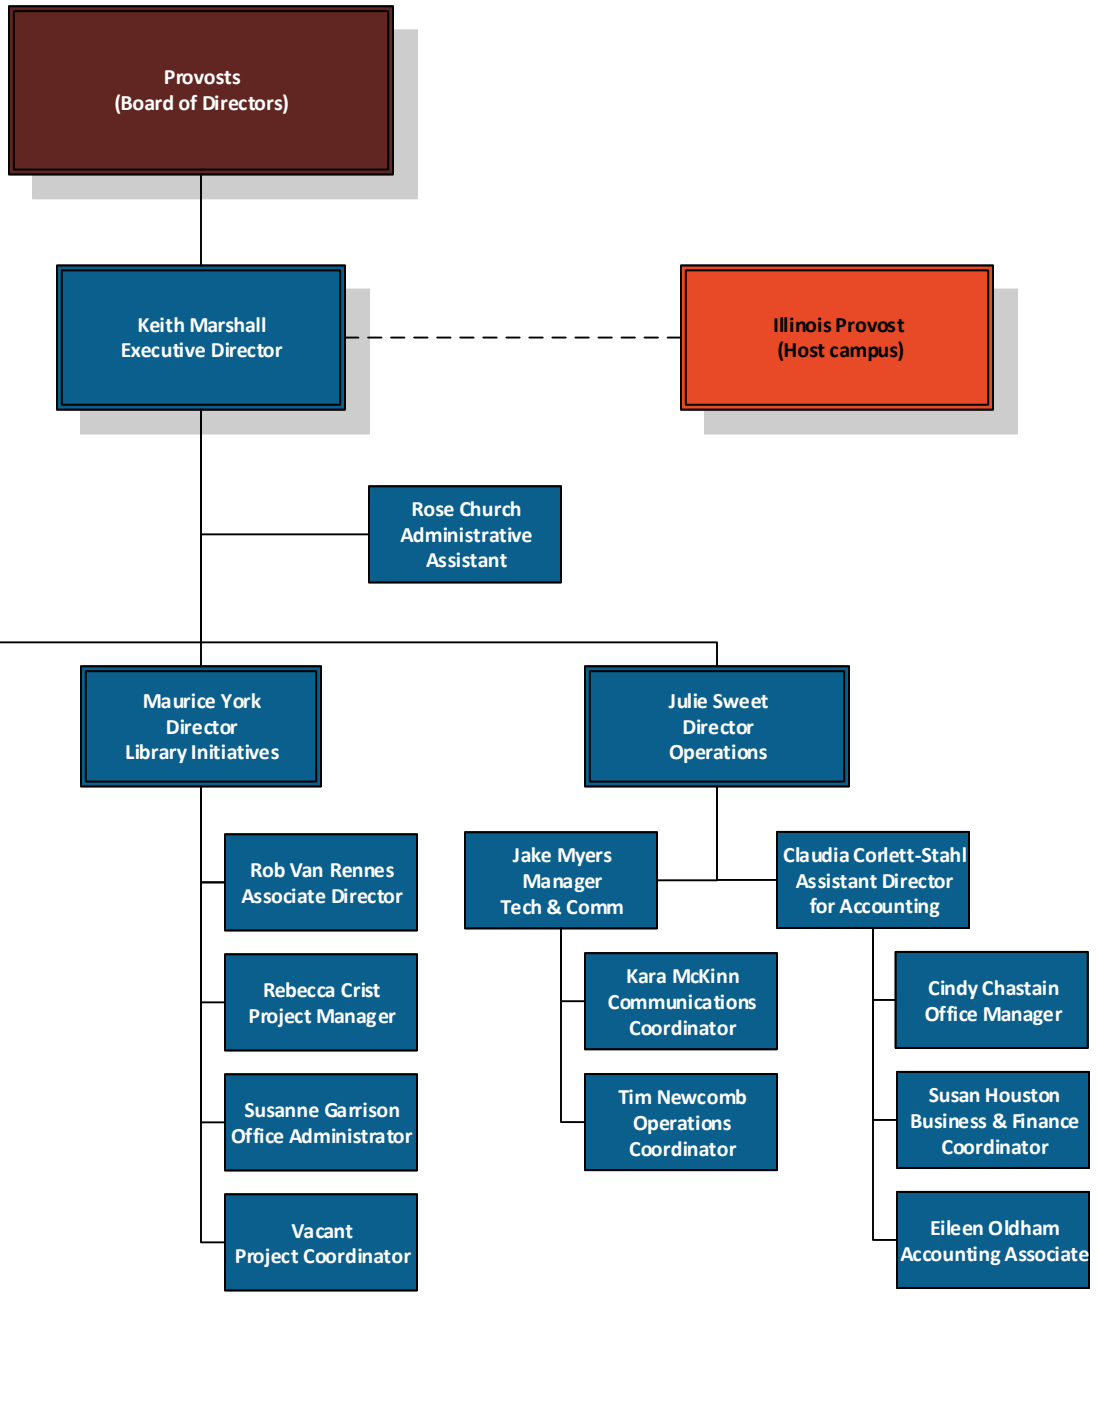 Provosts
(Board of Directors)
Keith Marshall
Executive Director
Illinois Provost
(Host campus)
Rose Church
Administrative
Assistant
Maurice York
Director
Library Initiatives
Julie Sweet
Director
Operations
Rob Van Rennes
Associate Director
Rebecca Crist
Project Manager
Susanne Garrison
Office Administrator
Vacant
Project Coordinator
Jake Myers
Manager
Tech & Comm
Kara McKinn
Communications
Coordinator
Tim Newcomb
Operations
Coordinator
Claudia Corlett-Stahl
Assistant Director
for Accounting
Cindy Chastain
Office Manager
Susan Houston
Business & Finance
Coordinator
Eileen Oldham
Accounting Associate